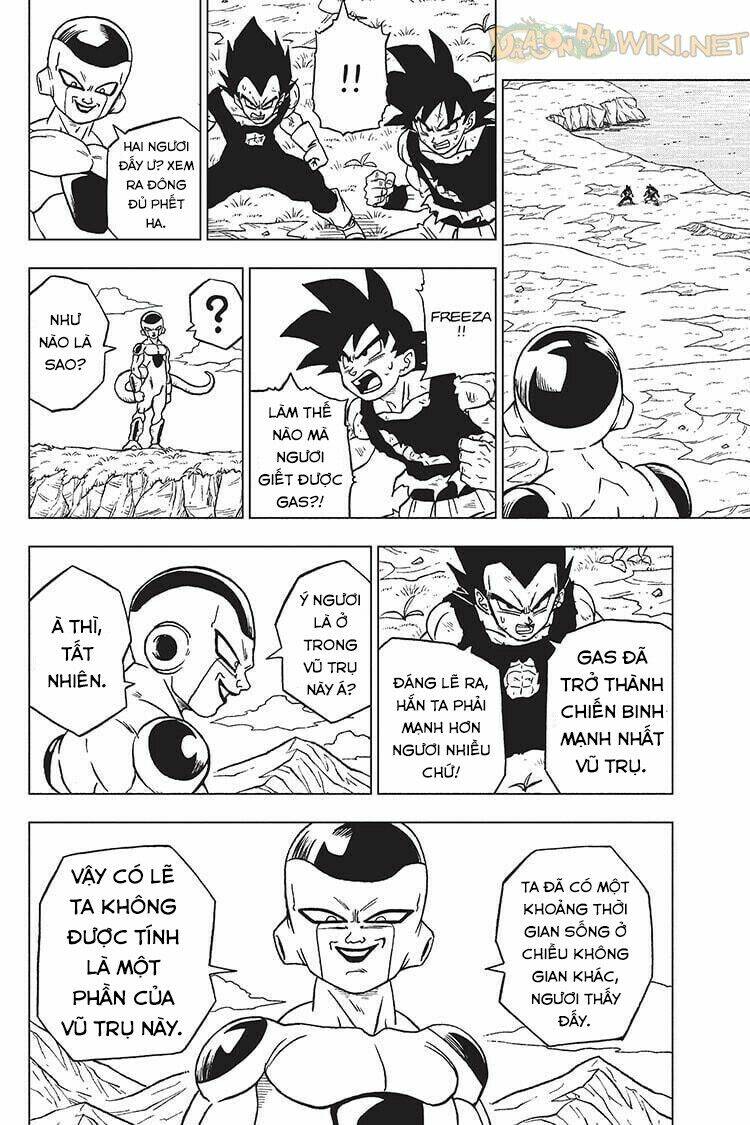 DRAGON BALL WIKI.NET
!!
HAI NGƯƠI
ĐẤY Ư? XEM
RA ĐÔNG
ĐỦ PHẾT
HA.
FREEZA
!!
LÀM THẾ
NÀO MÀ
NGƯƠI
GIẾT ĐƯỢC
GAS?!
?
NHƯ
NÀO LÀ
SAO?
GAS ĐÃ
TRỞ THÀNH
CHIẾN BINH
MẠNH NHẤT
VŨ TRỤ.
ĐÁNG LẼ RA,
HẮN TA PHẢI
MẠNH HƠN
NGƯƠI NHIỀU
CHỨ!
Ý NGƯƠI
LÀ Ở
TRONG
VŨ TRỤ
NÀY Á?
À THÌ,
TẤT
NHIÊN.
TA ĐÃ CÓ MỘT
KHOẢNG THỜI
GIAN SỐNG Ở
CHIỀU KHÔNG
GIAN KHÁC,
NGƯƠI THẤY
ĐẤY.
VẬY CÓ LẼ
TA KHÔNG
ĐƯỢC TÍNH
LÀ MỘT
PHẦN CỦA
VŨ TRỤ NÀY.